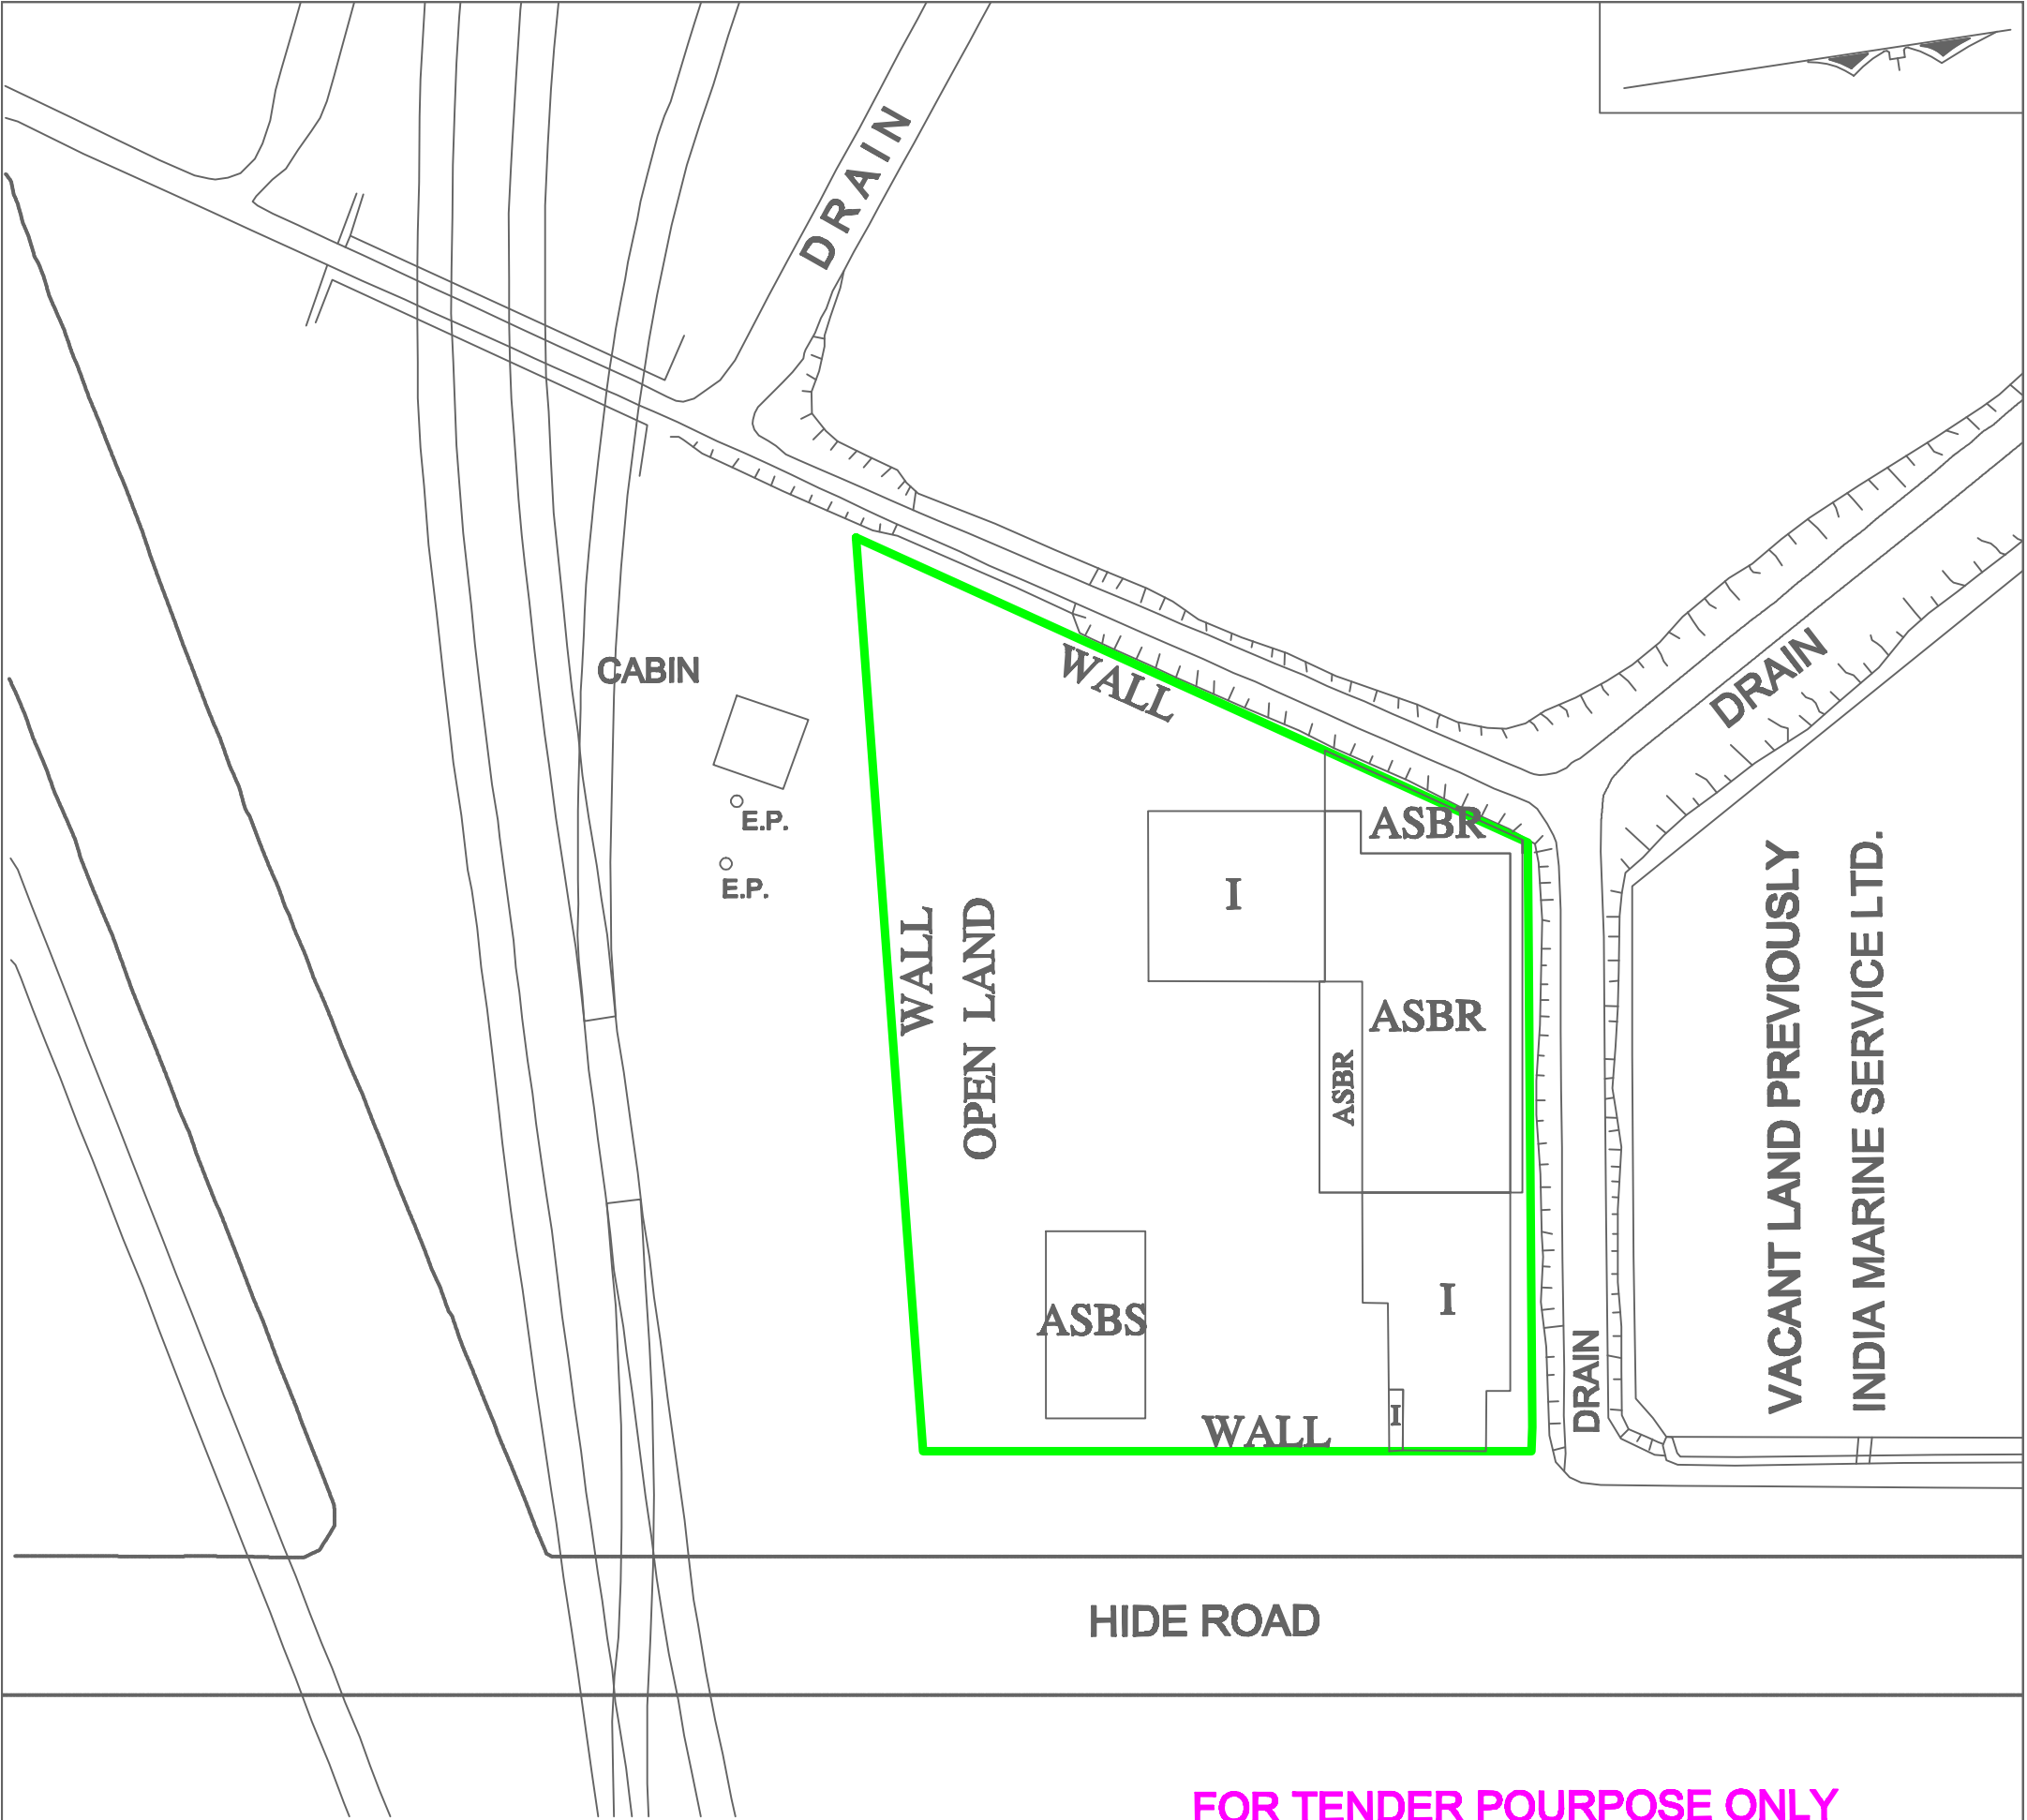 DRAIN
CABIN
WALL
DRAIN
E.P.
ASBR
E.P.
I
WALL
OPEN LAND
ASBR
ASBR
VACANT LAND PREVIOUSLY
INDIA MARINE SERVICE LTD.
I
ASBS
DRAIN
I
WALL
HIDE ROAD
FOR TENDER POURPOSE ONLY